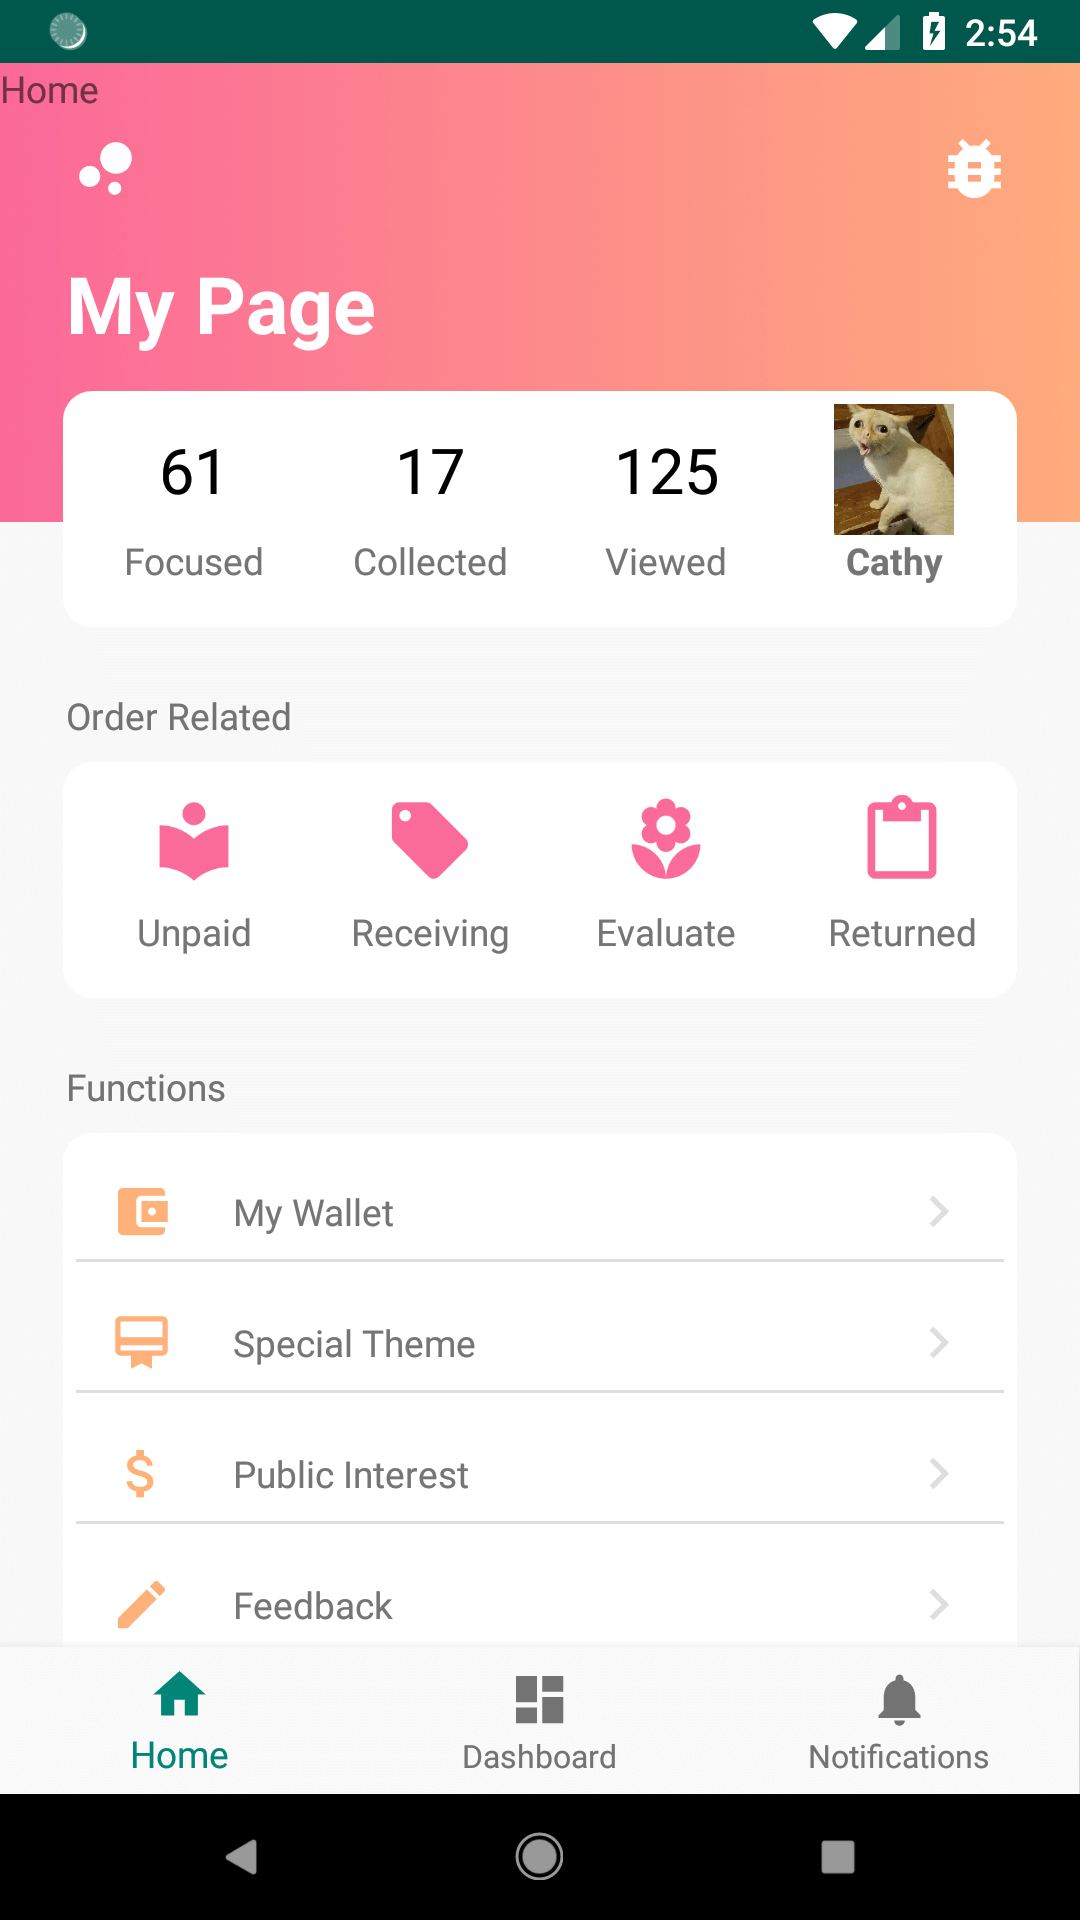 2:54
Home
My Page
61 17 125
Focused Collected Viewed Cathy
Order Related
Unpaid Receiving Evaluate Returned
Functions
My Wallet
Special Theme
Public Interest
Feedback
Home Dashboard Notifications